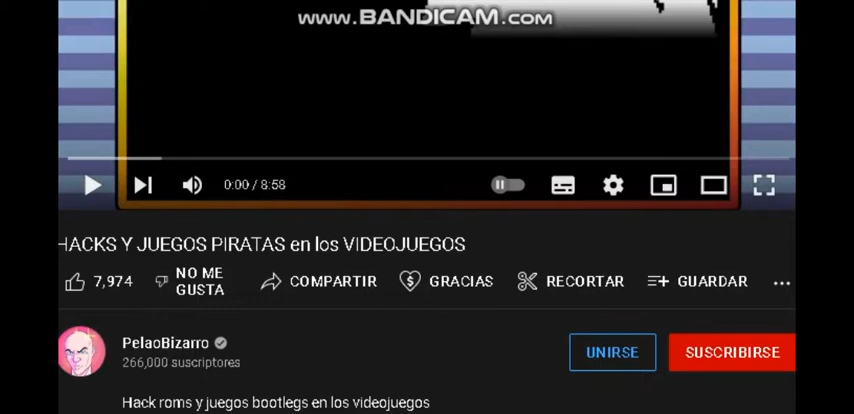 www.BANDICAM.com
0:00 / 8:58
HACKS Y JUEGOS PIRATAS en los VIDEOJUEGOS
7,974 NO ME GUSTA COMPARTIR GRACIAS RECORTAR GUARDAR ...
PelaoBizarro
266,000 suscriptores
UNIRSE SUSCRIBIRSE
Hack roms y juegos bootlegs en los videojuegos